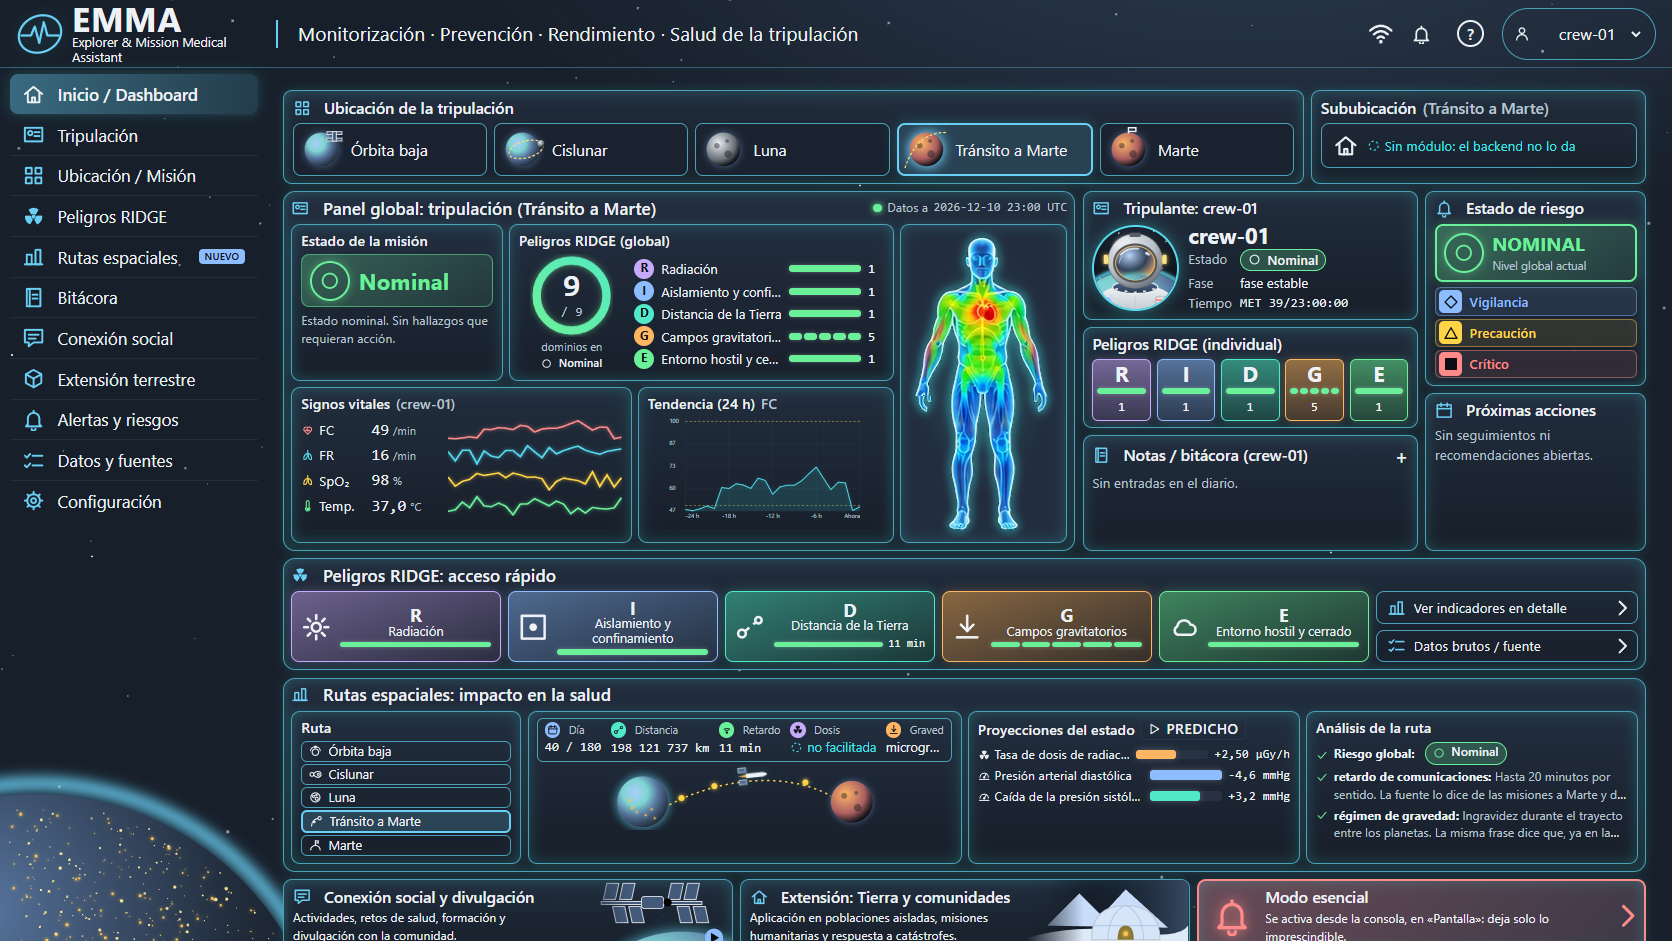 EMMA
Explorer & Mission Medical
Assistant
Monitorización · Prevención · Rendimiento · Salud de la tripulación
?
crew-01
Inicio / Dashboard
Tripulación
Ubicación / Misión
Peligros RIDGE
Rutas espaciales
NUEVO
Bitácora
Conexión social
Extensión terrestre
Alertas y riesgos
Datos y fuentes
Configuración
Ubicación de la tripulación
Órbita baja
Cislunar
Luna
Tránsito a Marte
Marte
Sububicación (Tránsito a Marte)
Sin módulo: el backend no lo da
Panel global: tripulación (Tránsito a Marte)
Datos a 2026-12-10 23:00 UTC
Estado de la misión
Nominal
Estado nominal. Sin hallazgos que
requieran acción.
Peligros RIDGE (global)
9
/ 9
dominios en
Nominal
R Radiación 1
I Aislamiento y confi... 1
D Distancia de la Tierra 1
G Campos gravitatori... 5
E Entorno hostil y ce... 1
Signos vitales (crew-01)
FC 49 /min
FR 16 /min
SpO₂ 98 %
Temp. 37,0 °C
Tendencia (24 h) FC
100
87
73
60
47
-24 h -18 h -12 h -6 h Ahora
Tripulante: crew-01
crew-01
Estado Nominal
Fase fase estable
Tiempo MET 39/23:00:00
Peligros RIDGE (individual)
R I D G E
1 1 1 5 1
Notas / bitácora (crew-01) +
Sin entradas en el diario.
Estado de riesgo
NOMINAL
Nivel global actual
Vigilancia
Precaución
Crítico
Próximas acciones
Sin seguimientos ni
recomendaciones abiertas.
Peligros RIDGE: acceso rápido
R
Radiación
I
Aislamiento y
confinamiento
D
Distancia de la Tierra
11 min
G
Campos gravitatorios
E
Entorno hostil y cerrado
Ver indicadores en detalle
Datos brutos / fuente
Rutas espaciales: impacto en la salud
Ruta
Órbita baja
Cislunar
Luna
Tránsito a Marte
Marte
Día Distancia Retardo Dosis Graved
40 / 180 198 121 737 km 11 min no facilitada microgr...
Proyecciones del estado PREDICHO
Tasa de dosis de radiac... +2,50 µGy/h
Presión arterial diastólica -4,6 mmHg
Caída de la presión sistól... +3,2 mmHg
Análisis de la ruta
Riesgo global: Nominal
retardo de comunicaciones: Hasta 20 minutos por
sentido. La fuente lo dice de las misiones a Marte y d...
régimen de gravedad: Ingravidez durante el trayecto
entre los planetas. La misma frase dice que, ya en la...
Conexión social y divulgación
Actividades, retos de salud, formación y
divulgación con la comunidad.
Extensión: Tierra y comunidades
Aplicación en poblaciones aisladas, misiones
humanitarias y respuesta a catástrofes.
Modo esencial
Se activa desde la consola, en «Pantalla»: deja solo lo
imprescindible.